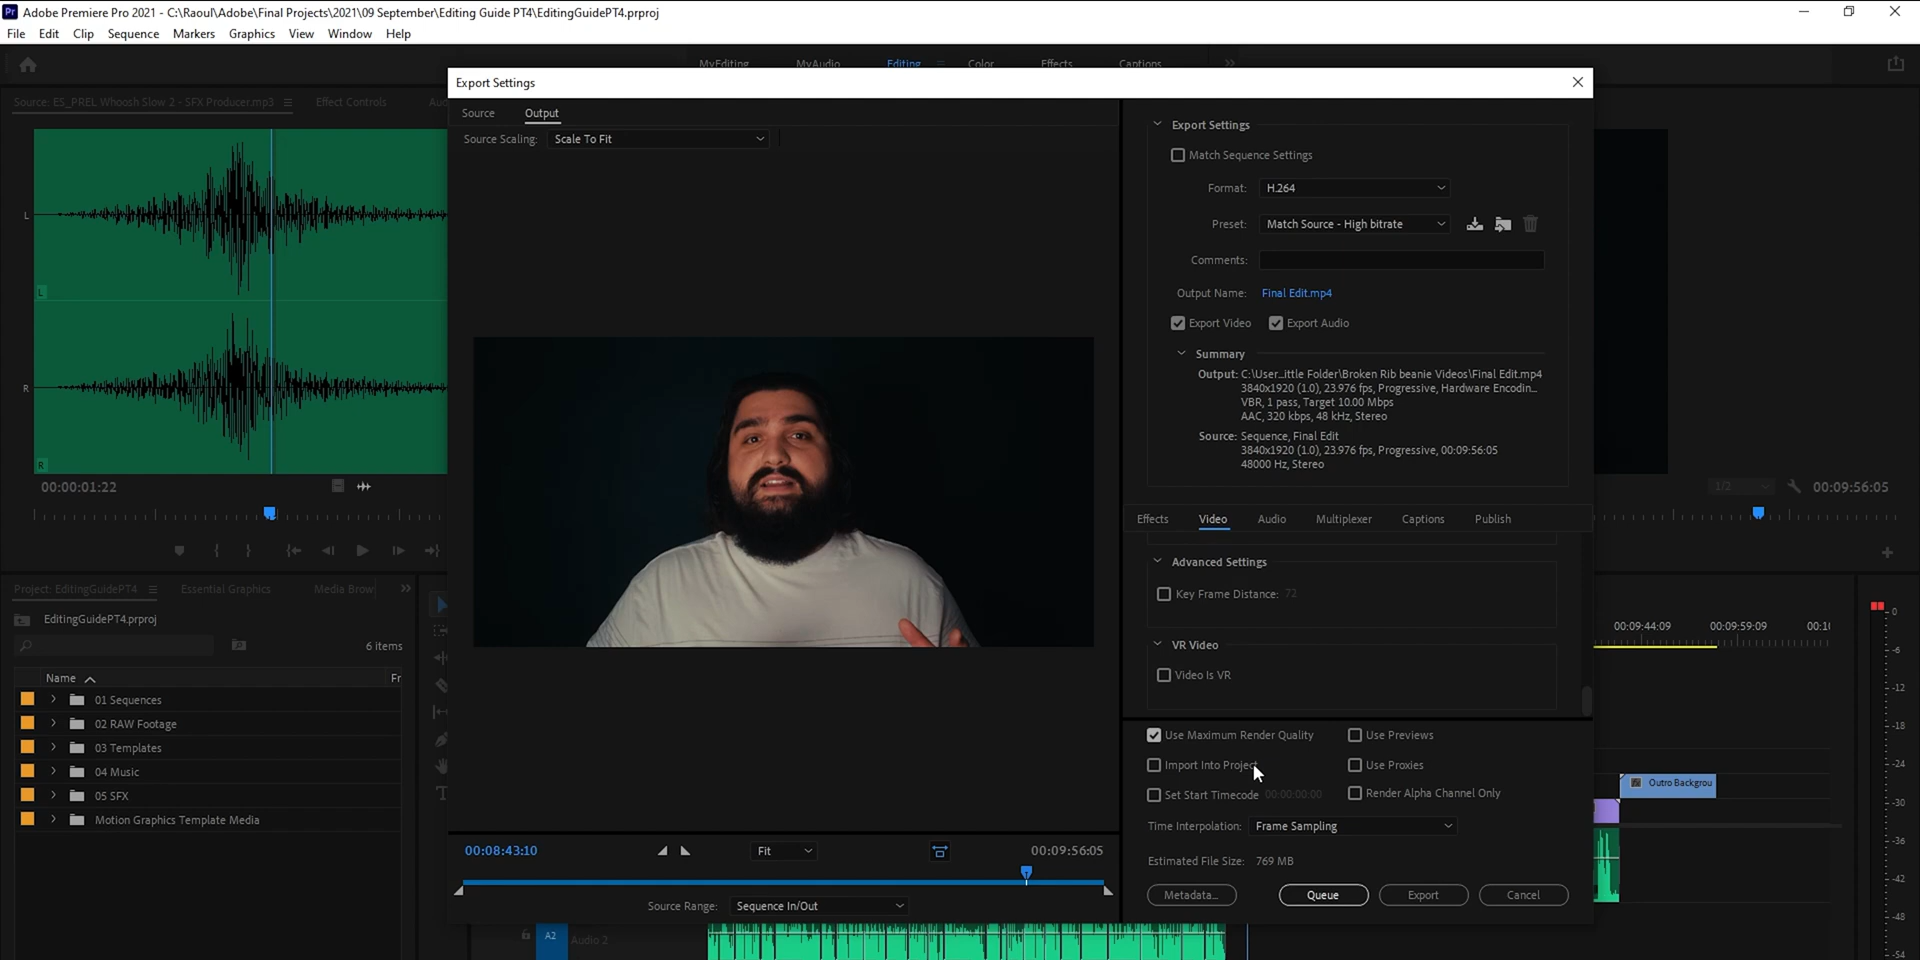 Pr Adobe Premiere Pro 2021 - C:\Raoul\Adobe\Final Projects\2021\09 September\Editing Guide PT4\EditingGuidePT4.prproj
File Edit Clip Sequence Markers Graphics View Window Help
MyEditing MyAudio Editing Color Effects Captions
Export Settings
Source: ES_PREL Whoosh Slow 2 - SFX Producer.mp3 Effect Controls
L
L
R
R
00:00:01:22
Project: EditingGuidePT4 Essential Graphics Media Brow
EditingGuidePT4.prproj
6 items
Name Fr
01 Sequences
02 RAW Footage
03 Templates
04 Music
05 SFX
Motion Graphics Template Media
Source Output
Source Scaling: Scale To Fit
00:08:43:10 Fit 00:09:56:05
Source Range: Sequence In/Out
Export Settings
Match Sequence Settings
Format: H.264
Preset: Match Source - High bitrate
Comments:
Output Name: Final Edit.mp4
Export Video Export Audio
Summary
Output: C:\User...ittle Folder\Broken Rib beanie Videos\Final Edit.mp4
3840x1920 (1.0), 23.976 fps, Progressive, Hardware Encodin...
VBR, 1 pass, Target 10.00 Mbps
AAC, 320 kbps, 48 kHz, Stereo
Source: Sequence, Final Edit
3840x1920 (1.0), 23.976 fps, Progressive, 00:09:56:05
48000 Hz, Stereo
Effects Video Audio Multiplexer Captions Publish
Advanced Settings
Key Frame Distance: 72
VR Video
Video Is VR
Use Maximum Render Quality Use Previews
Import Into Project Use Proxies
Set Start Timecode 00:00:00:00 Render Alpha Channel Only
Time Interpolation: Frame Sampling
Estimated File Size: 769 MB
Metadata... Queue Export Cancel
1/2 00:09:56:05
00:09:44:09 00:09:59:09 00:10
Outro Backgrou
A2 Audio 2
0
-6
-12
-18
-24
-30
-36
-42
-48
-54